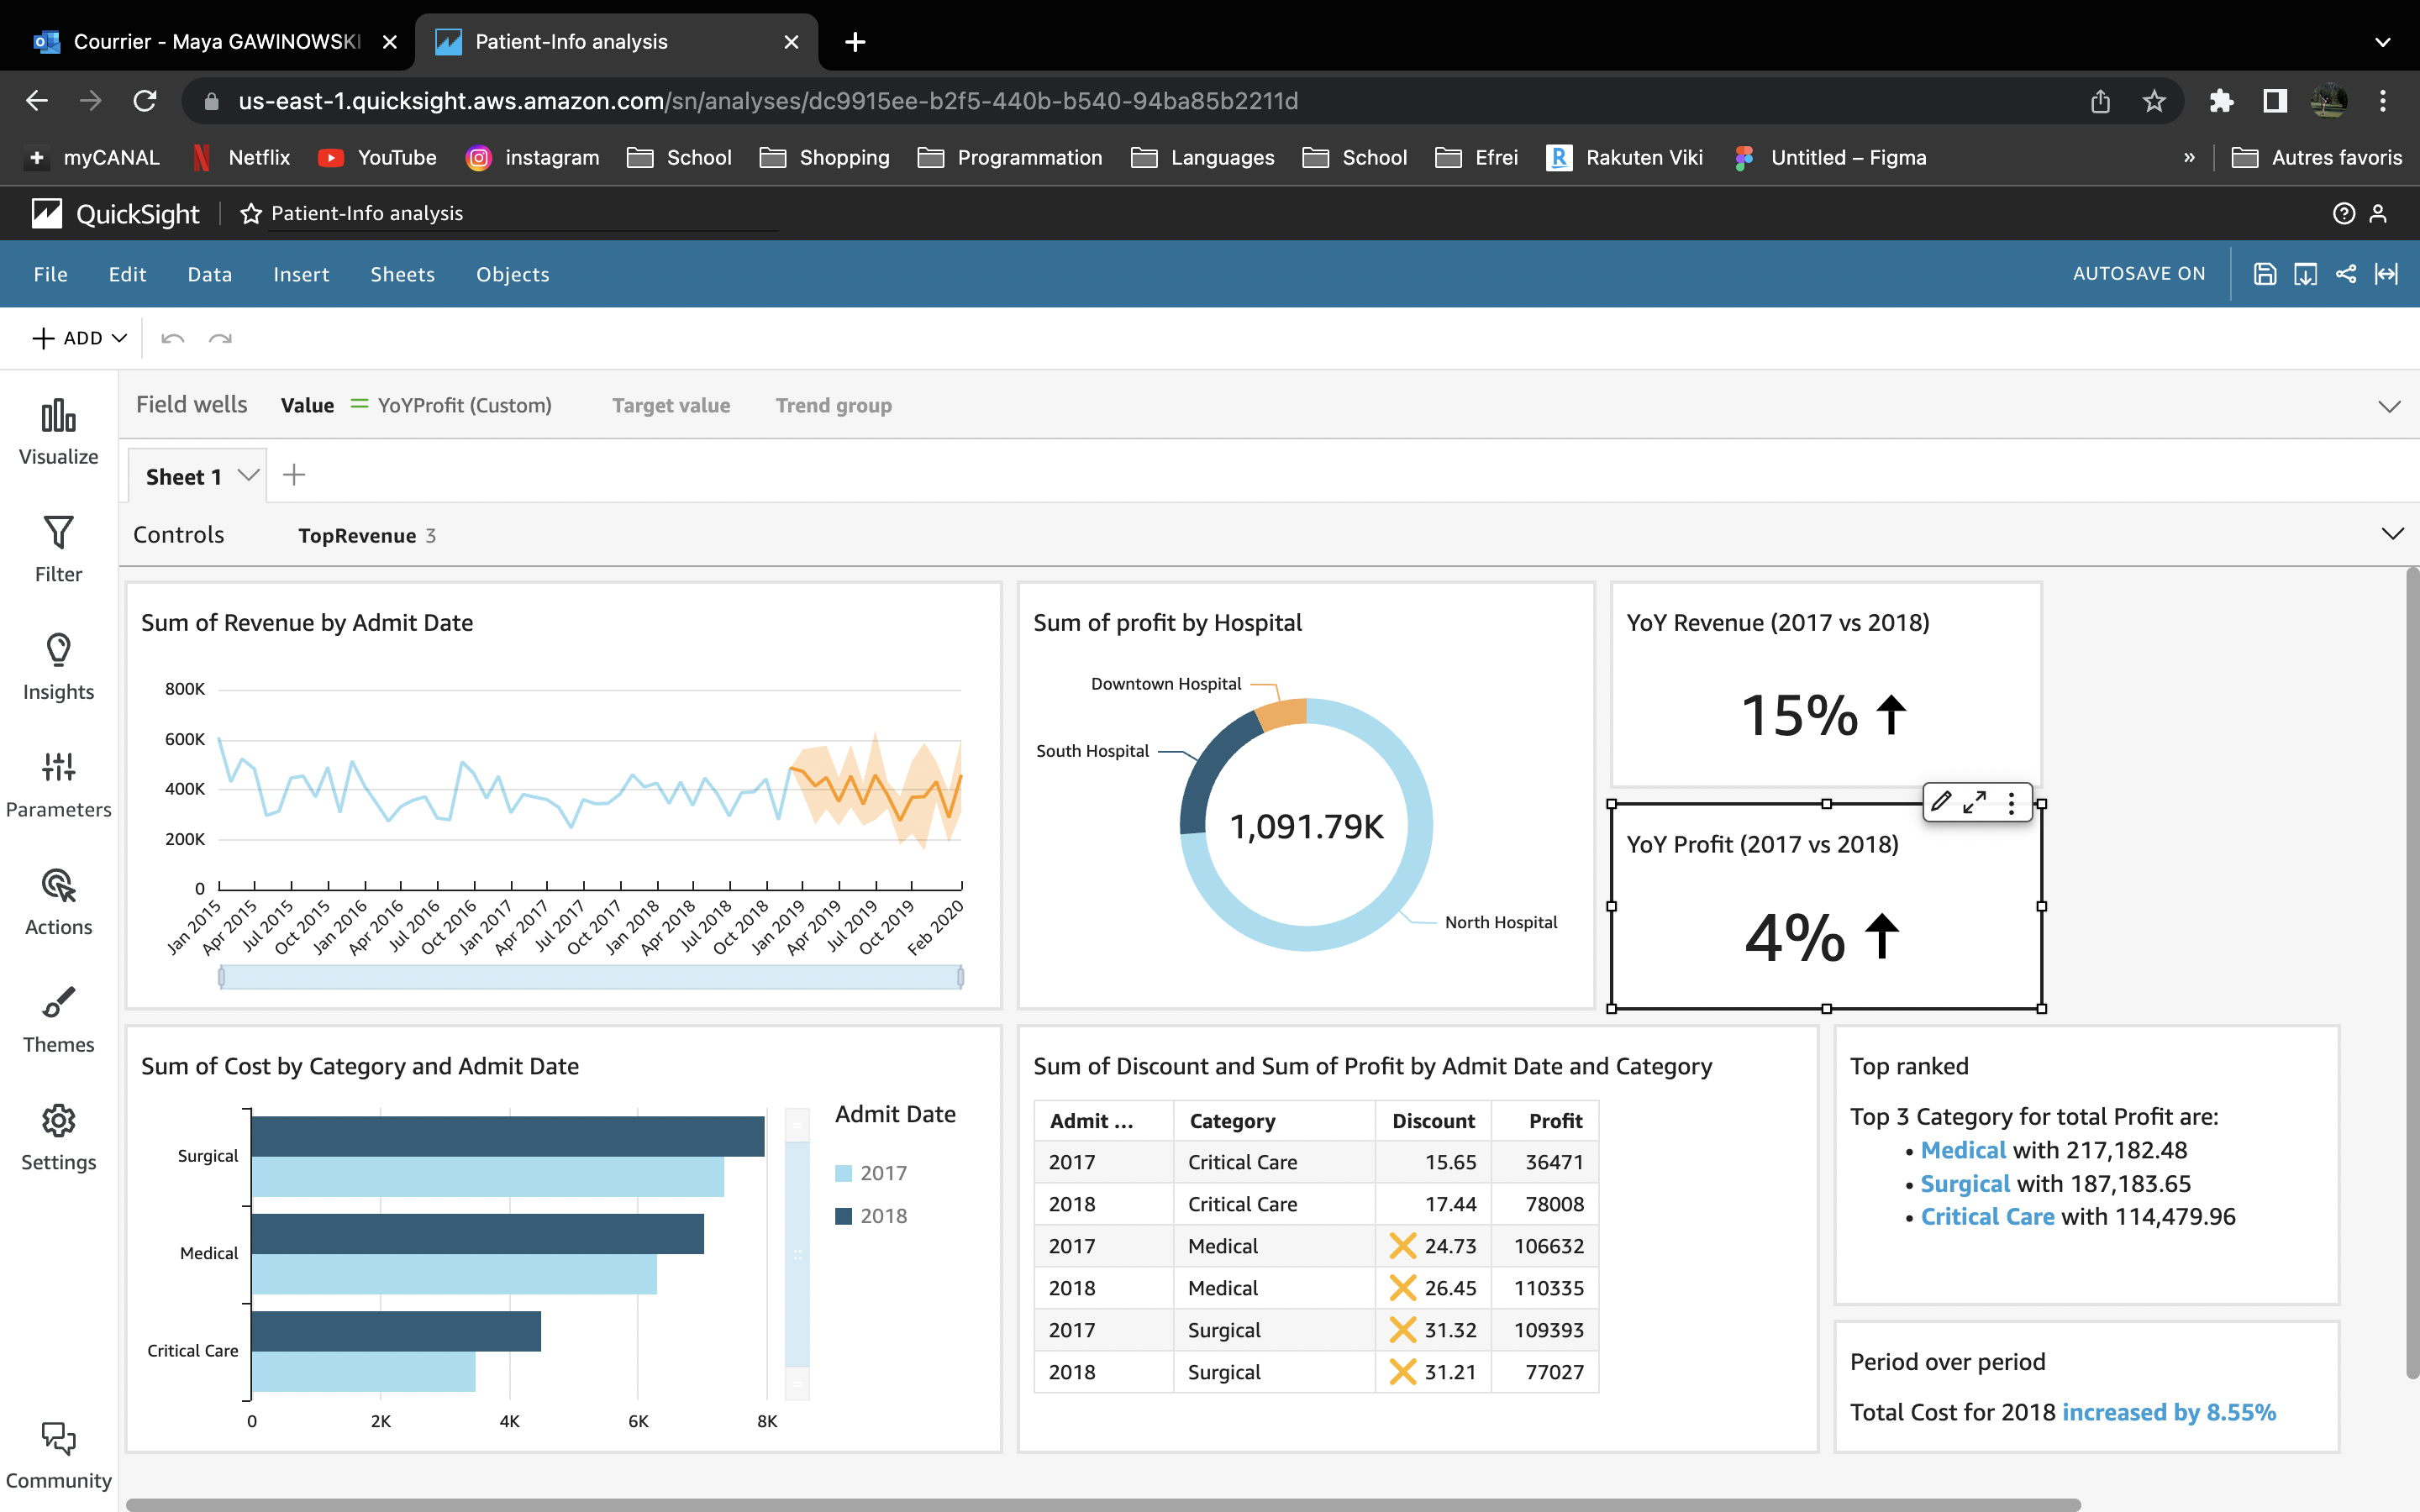 Courrier - Maya GAWINOWSKI
Patient-Info analysis
us-east-1.quicksight.aws.amazon.com/sn/analyses/dc9915ee-b2f5-440b-b540-94ba85b2211d
myCANAL Netflix YouTube instagram School Shopping Programmation Languages School Efrei Rakuten Viki Untitled – Figma » Autres favoris
QuickSight Patient-Info analysis
File Edit Data Insert Sheets Objects AUTOSAVE ON
ADD
Field wells Value = YoYProfit (Custom) Target value Trend group
Sheet 1
Controls TopRevenue 3
Visualize
Filter
Insights
Parameters
Actions
Themes
Settings
Community
Sum of Revenue by Admit Date
800K
600K
400K
200K
0
Jan 2015 Apr 2015 Jul 2015 Oct 2015 Jan 2016 Apr 2016 Jul 2016 Oct 2016 Jan 2017 Apr 2017 Jul 2017 Oct 2017 Jan 2018 Apr 2018 Jul 2018 Oct 2018 Jan 2019 Apr 2019 Jul 2019 Oct 2019 Feb 2020
Sum of profit by Hospital
Downtown Hospital
South Hospital
1,091.79K
North Hospital
YoY Revenue (2017 vs 2018)
15%
YoY Profit (2017 vs 2018)
4%
Sum of Cost by Category and Admit Date
Surgical
Medical
Critical Care
0 2K 4K 6K 8K
Admit Date
2017
2018
Sum of Discount and Sum of Profit by Admit Date and Category
Admit ... Category Discount Profit
2017 Critical Care 15.65 36471
2018 Critical Care 17.44 78008
2017 Medical 24.73 106632
2018 Medical 26.45 110335
2017 Surgical 31.32 109393
2018 Surgical 31.21 77027
Top ranked
Top 3 Category for total Profit are:
• Medical with 217,182.48
• Surgical with 187,183.65
• Critical Care with 114,479.96
Period over period
Total Cost for 2018 increased by 8.55%